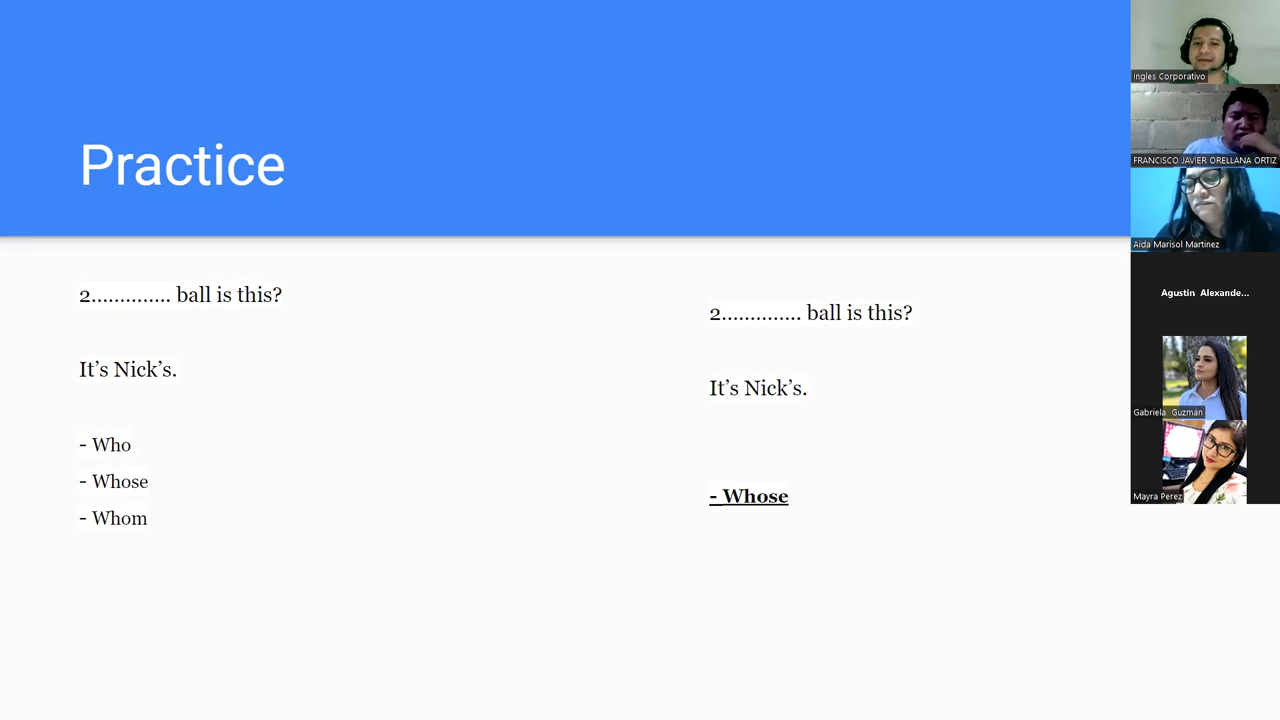 Practice
2.............. ball is this?
It’s Nick’s.
- Who
- Whose
- Whom
2.............. ball is this?
It’s Nick’s.
- Whose
Ingles Corporativo
FRANCISCO JAVIER ORELLANA ORTIZ
Aida Marisol Martinez
Agustin Alexande...
Gabriela Guzmán
Mayra Perez